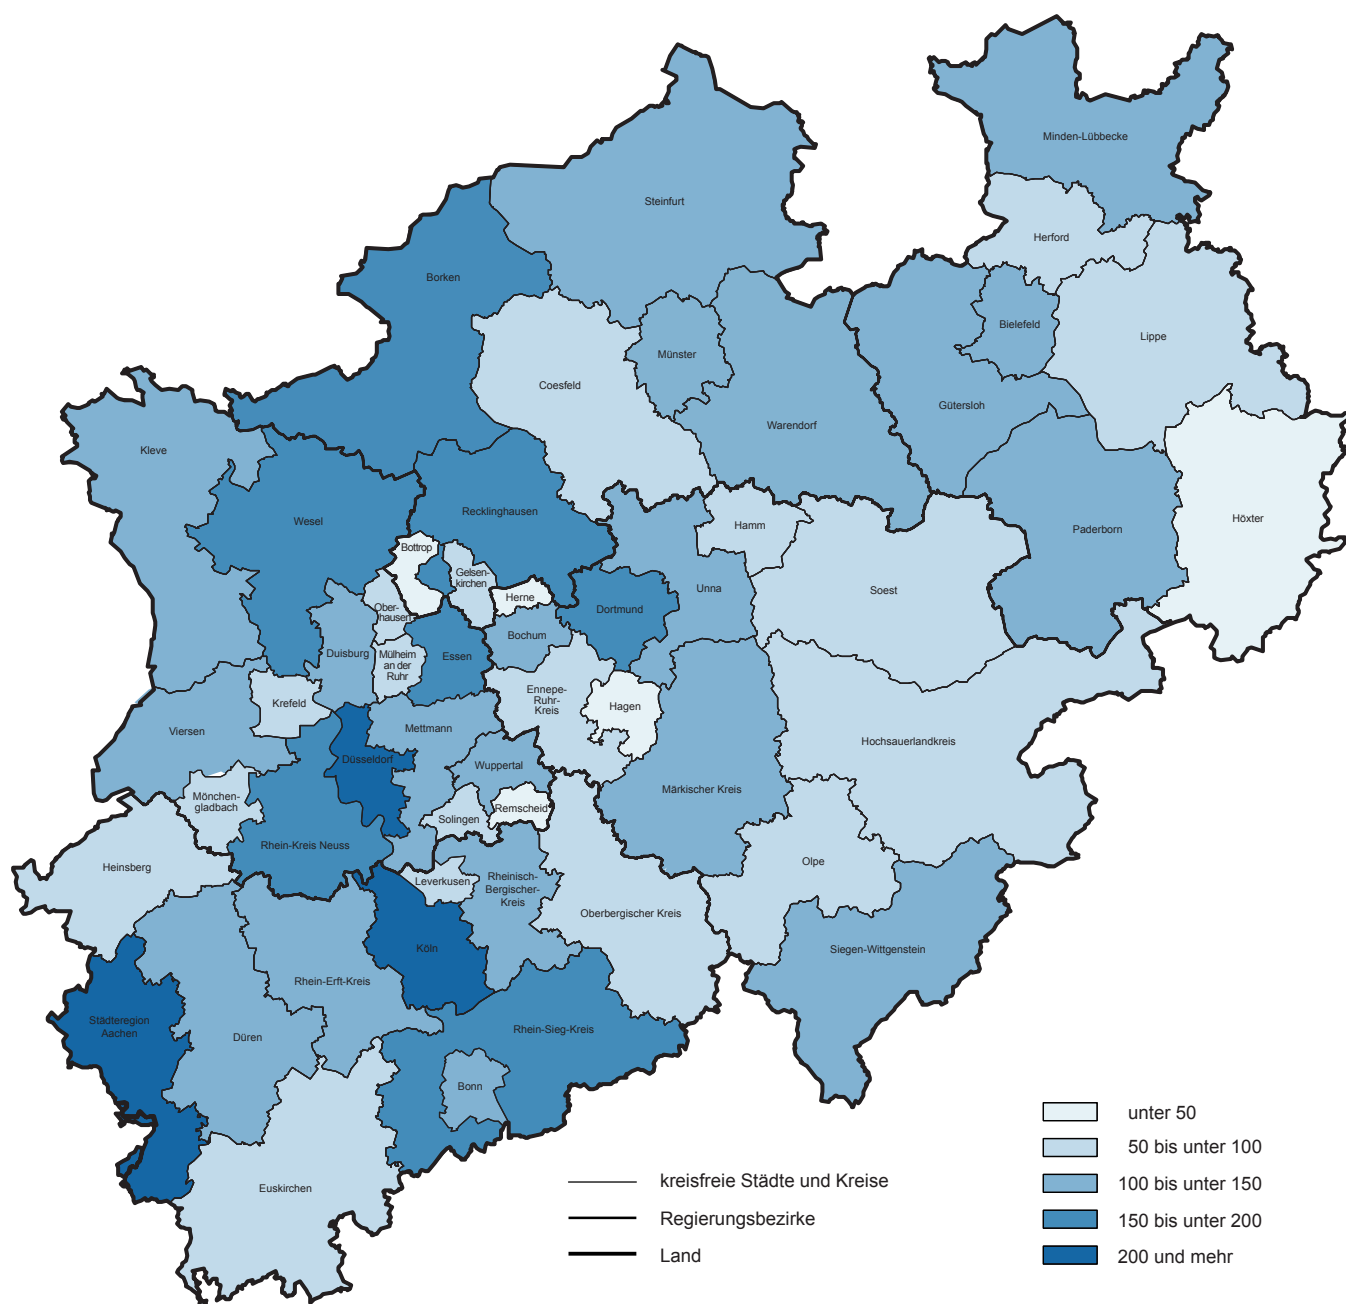 Minden-Lübbecke
Steinfurt
Herford
Borken
Bielefeld
Lippe
Münster
Coesfeld
Gütersloh
Warendorf
Kleve
Recklinghausen
Wesel
Hamm
Höxter
Paderborn
Bottrop
Gelsen-
kirchen
Unna
Soest
Herne
Dortmund
Ober-
hausen
Bochum
Duisburg
Essen
Mülheim
an der
Ruhr
Ennepe-
Ruhr-
Kreis
Krefeld
Hagen
Viersen
Mettmann
Hochsauerlandkreis
Düsseldorf
Wuppertal
Märkischer Kreis
Mönchen-
gladbach
Remscheid
Solingen
Rhein-Kreis Neuss
Heinsberg
Olpe
Leverkusen
Rheinisch-
Bergischer-
Kreis
Oberbergischer Kreis
Köln
Siegen-Wittgenstein
Rhein-Erft-Kreis
Städteregion
Aachen
Düren
Rhein-Sieg-Kreis
Bonn
Euskirchen
kreisfreie Städte und Kreise
Regierungsbezirke
Land
unter 50
50 bis unter 100
100 bis unter 150
150 bis unter 200
200 und mehr